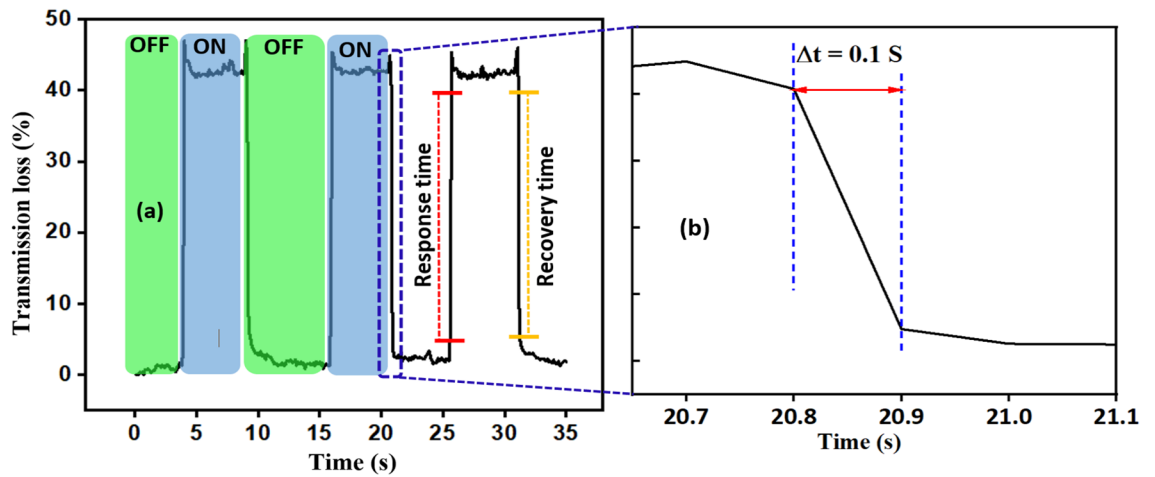 OFF ON OFF ON
Δt = 0.1 S
Transmission loss (%)
50
40
30
20
10
0
(a)
Response time
Recovery time
(b)
0 5 10 15 20 25 30 35
Time (s)
20.7 20.8 20.9 21.0 21.1
Time (s)